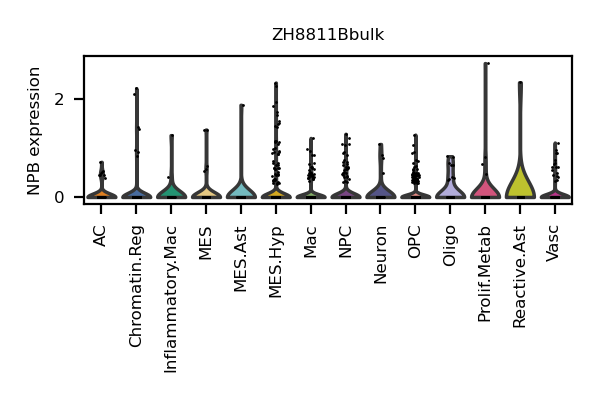 ZH8811Bbulk
NPB expression
2
0
AC
Chromatin.Reg
Inflammatory.Mac
MES
MES.Ast
MES.Hyp
Mac
NPC
Neuron
OPC
Oligo
Prolif.Metab
Reactive.Ast
Vasc